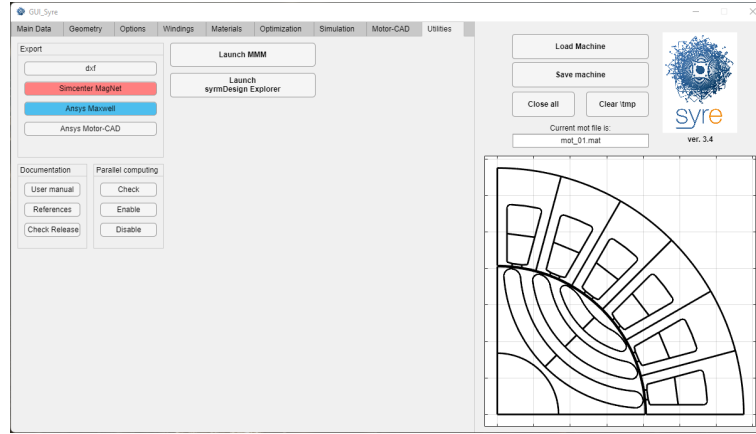 GUI_Syre
Main Data Geometry Options Windings Materials Optimization Simulation Motor-CAD Utilities
Export
dxf
Simcenter MagNet
Ansys Maxwell
Ansys Motor-CAD
Launch MMM
Launch
syrmDesign Explorer
Documentation
User manual
References
Check Release
Parallel computing
Check
Enable
Disable
Load Machine
Save machine
Close all Clear \tmp
Current mot file is:
mot_01.mat
syre
ver. 3.4